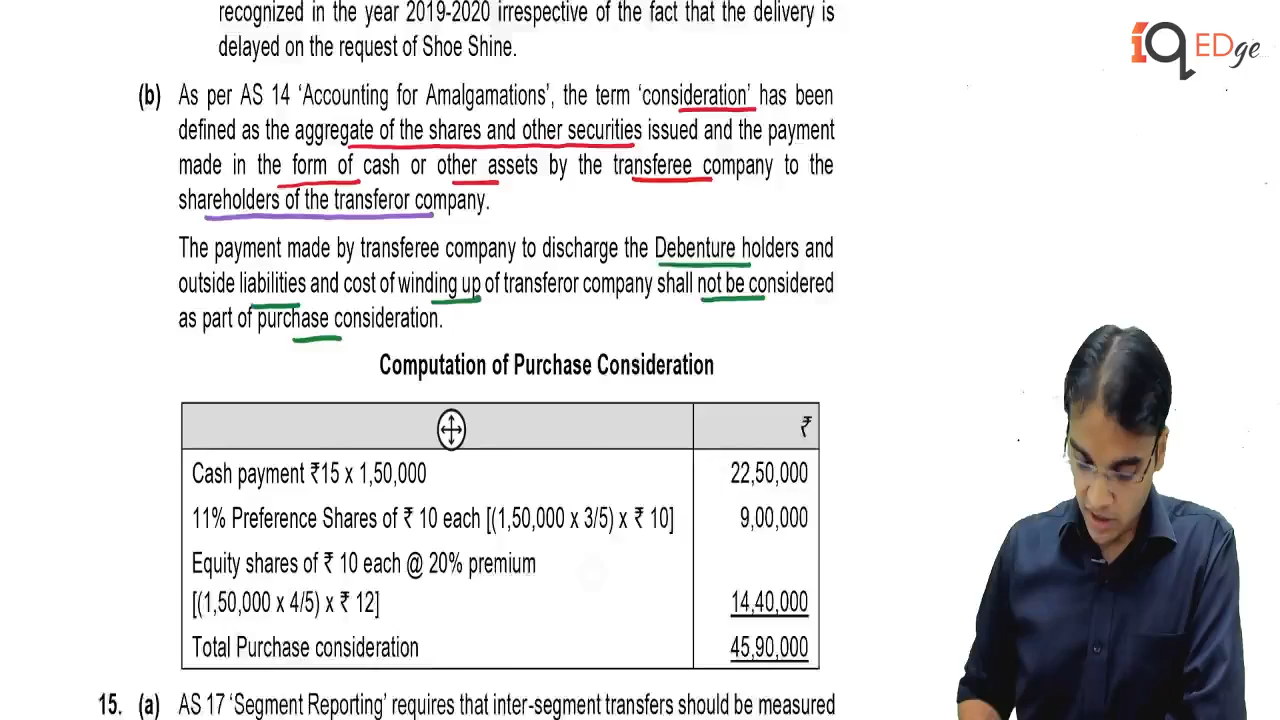 recognized in the year 2019-2020 irrespective of the fact that the delivery is
iQ EDge
delayed on the request of Shoe Shine.
(b) As per AS 14 ‘Accounting for Amalgamations’, the term ‘consideration’ has been
defined as the aggregate of the shares and other securities issued and the payment
made in the form of cash or other assets by the transferee company to the
shareholders of the transferor company.
The payment made by transferee company to discharge the Debenture holders and
outside liabilities and cost of winding up of transferor company shall not be considered
as part of purchase consideration.
Computation of Purchase Consideration
₹
Cash payment ₹15 x 1,50,000 22,50,000
11% Preference Shares of ₹ 10 each [(1,50,000 x 3/5) x ₹ 10] 9,00,000
Equity shares of ₹ 10 each @ 20% premium
[(1,50,000 x 4/5) x ₹ 12] 14,40,000
Total Purchase consideration 45,90,000
15. (a) AS 17 ‘Segment Reporting’ requires that inter-segment transfers should be measured